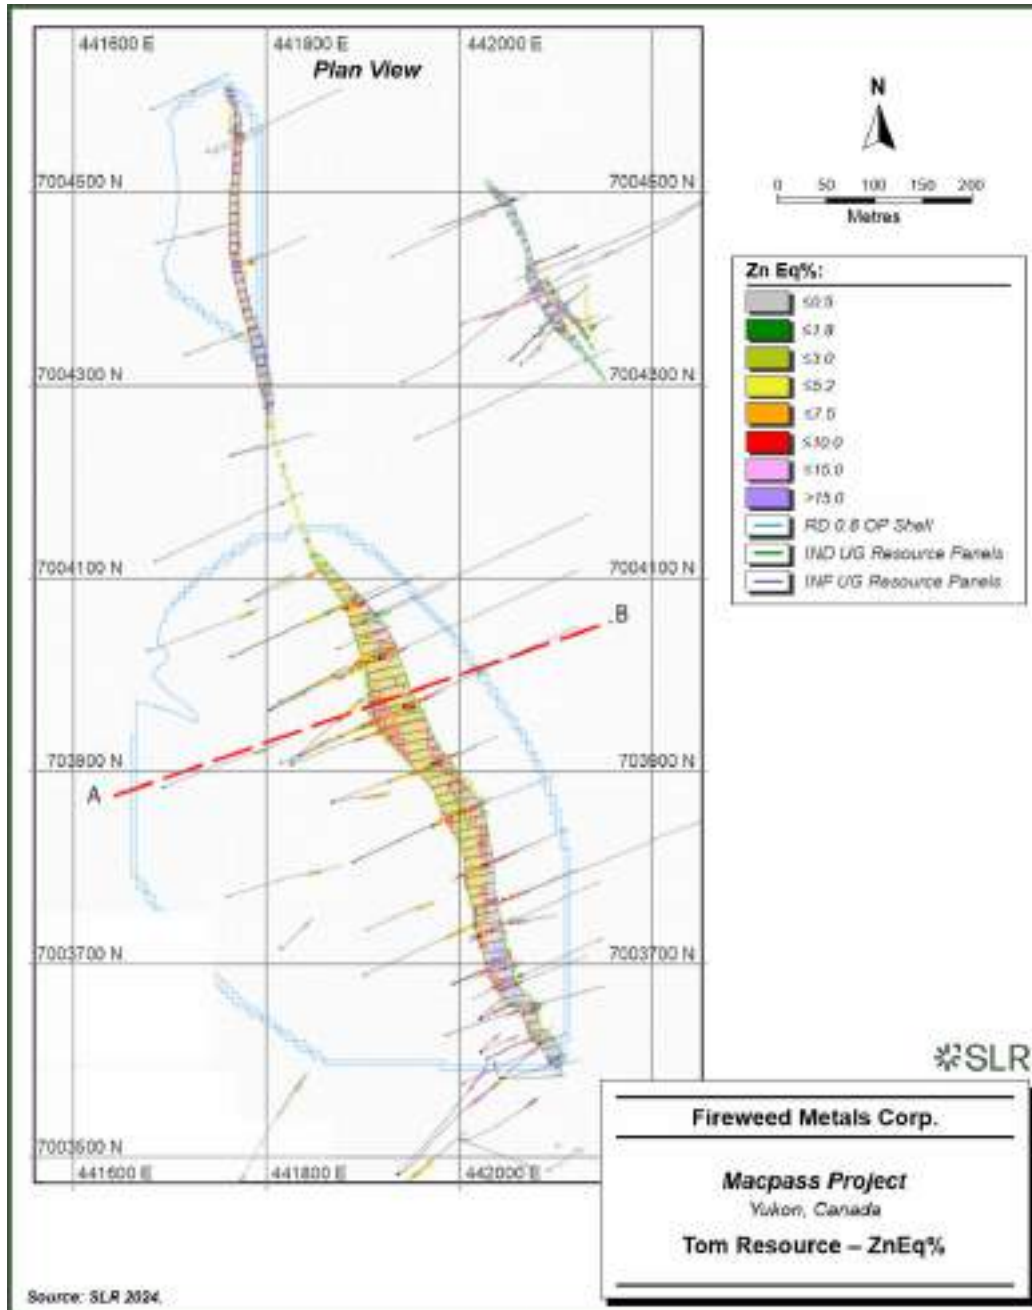 441600 E 441800 E 442000 E
Plan View
N
7004500 N 7004500 N
0 50 100 150 200
Metres
Zn Eq%:
≤0.5
≤1.8
≤3.0
≤5.2
≤7.5
≤10.0
≤15.0
>15.0
RD 0.8 OP Shell
IND UG Resource Panels
INF UG Resource Panels
7004300 N 7004300 N
7004100 N 7004100 N
B
A
7003700 N 7003700 N
SLR
441600 E 441800 E 442000 E
Fireweed Metals Corp.
Macpass Project
Yukon, Canada
Tom Resource – ZnEq%
Source: SLR 2024.